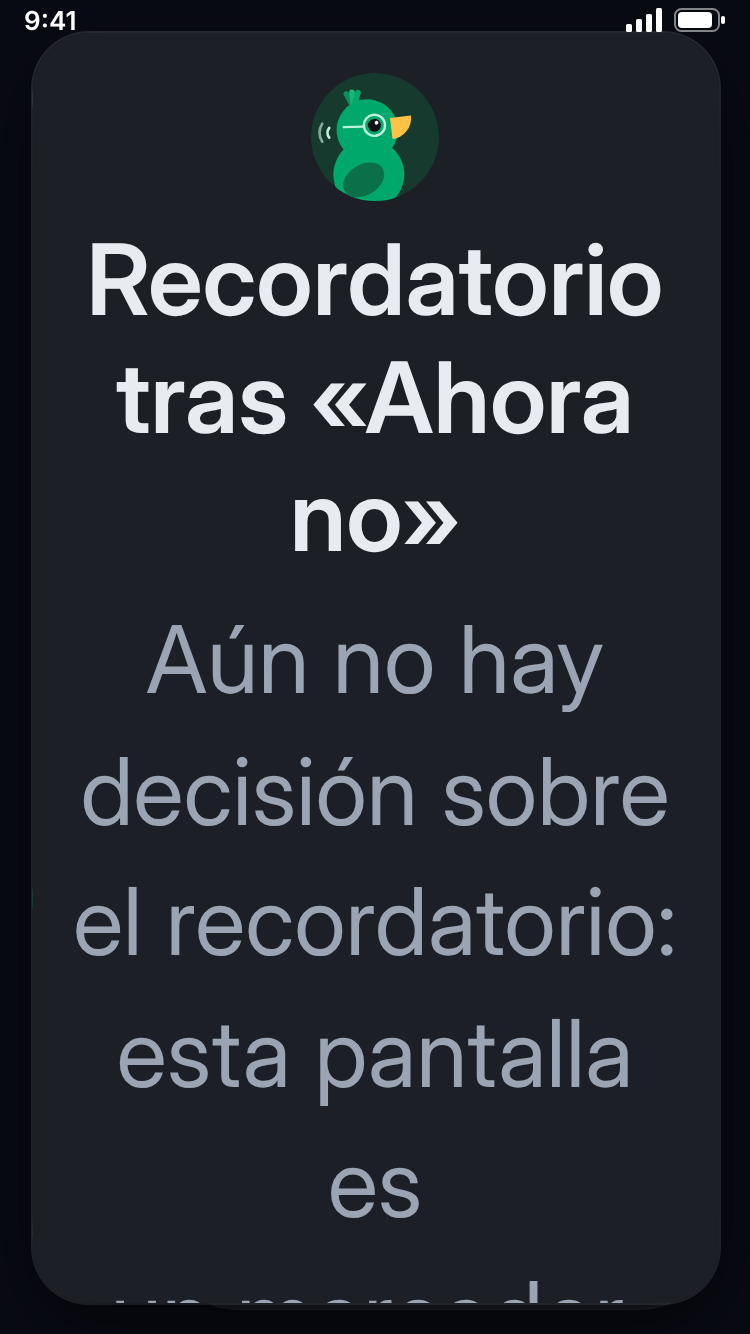 9:41
Recordatorio
tras «Ahora
no»
Aún no hay
decisión sobre
el recordatorio:
esta pantalla
es